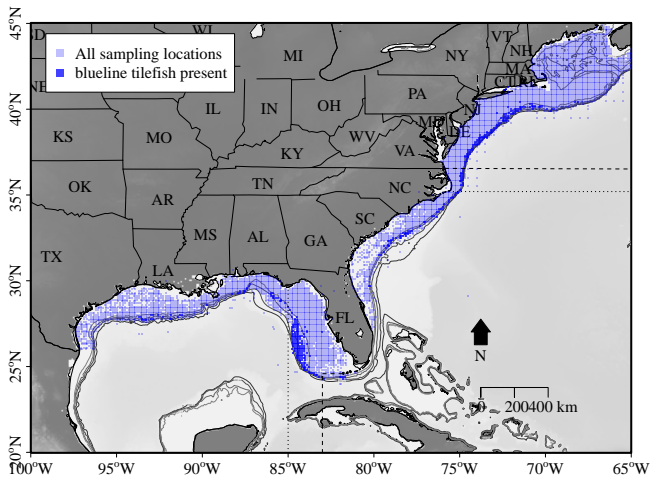 45°N
WI
VT
SD
NH
All sampling locations
MI
NY
blueline tilefish present
MA
NE
CT
RI
PA
40°N
IL
IN
OH
NJ
MD
DE
KS
MO
WV
KY
VA
OK
TN
NC
35°N
AR
SC
MS
AL
GA
TX
LA
30°N
FL
N
25°N
0 200 400 km
20°N
100°W 95°W 90°W 85°W 80°W 75°W 70°W 65°W